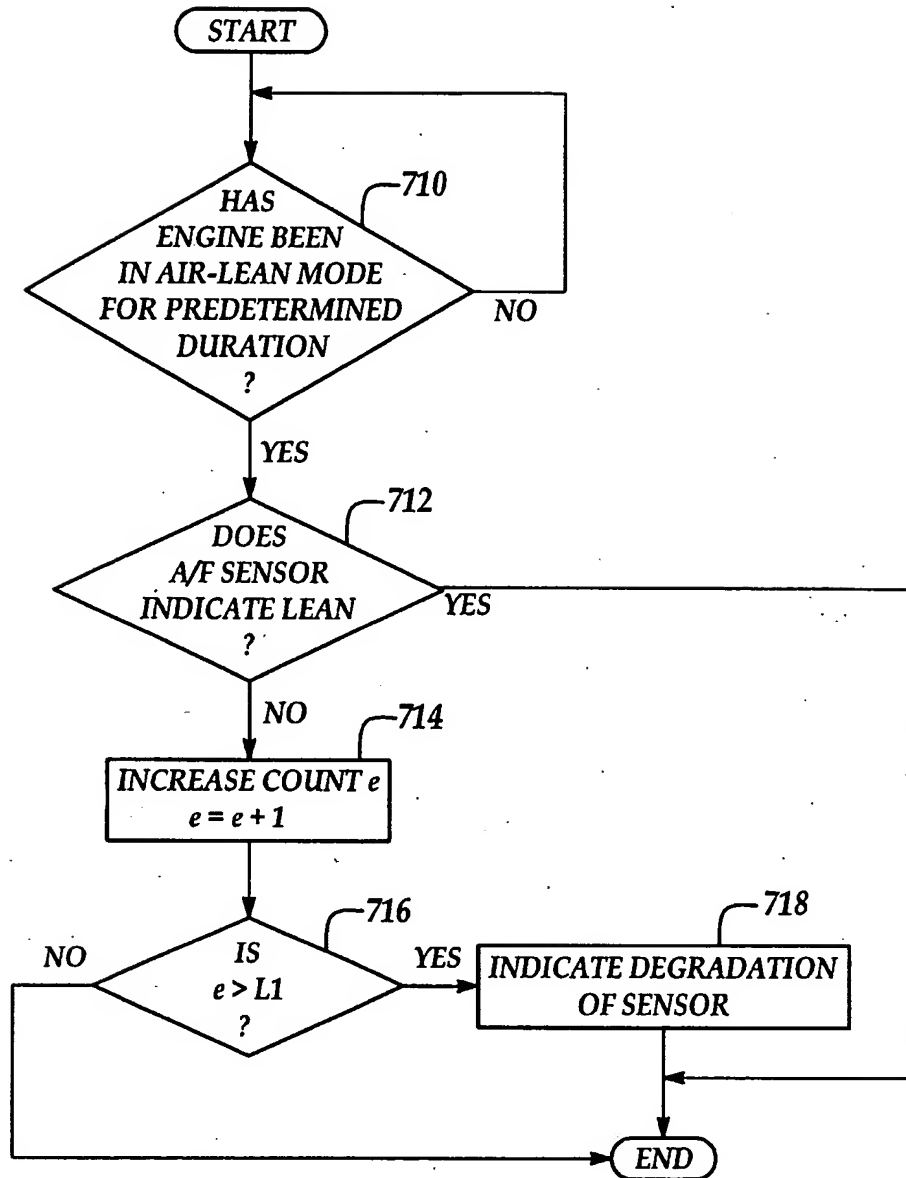 START
710
HAS
ENGINE BEEN
IN AIR-LEAN MODE
FOR PREDETERMINED
DURATION
?
NO
YES
712
DOES
A/F SENSOR
INDICATE LEAN
?
YES
NO
714
INCREASE COUNT e
e = e + 1
716
IS
e > L1
?
NO
YES
718
INDICATE DEGRADATION
OF SENSOR
END